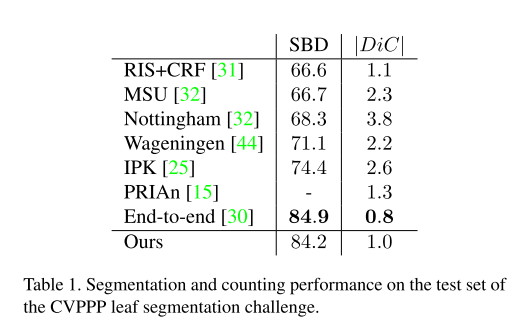 SBD |DiC|
RIS+CRF [31] 66.6 1.1
MSU [32] 66.7 2.3
Nottingham [32] 68.3 3.8
Wageningen [44] 71.1 2.2
IPK [25] 74.4 2.6
PRIAn [15] - 1.3
End-to-end [30] 84.9 0.8
Ours 84.2 1.0
Table 1. Segmentation and counting performance on the test set of
the CVPPP leaf segmentation challenge.